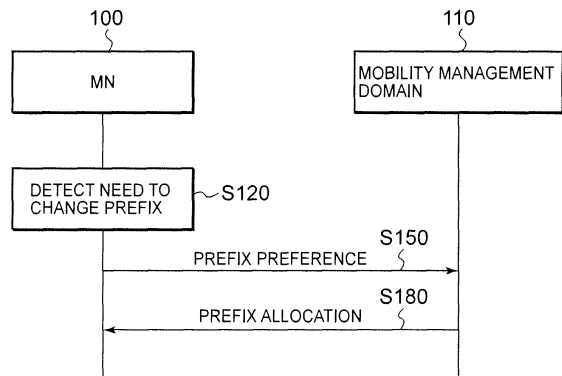 100
110
MN
MOBILITY MANAGEMENT
DOMAIN
DETECT NEED TO
CHANGE PREFIX
S120
S150
PREFIX PREFERENCE
S180
PREFIX ALLOCATION